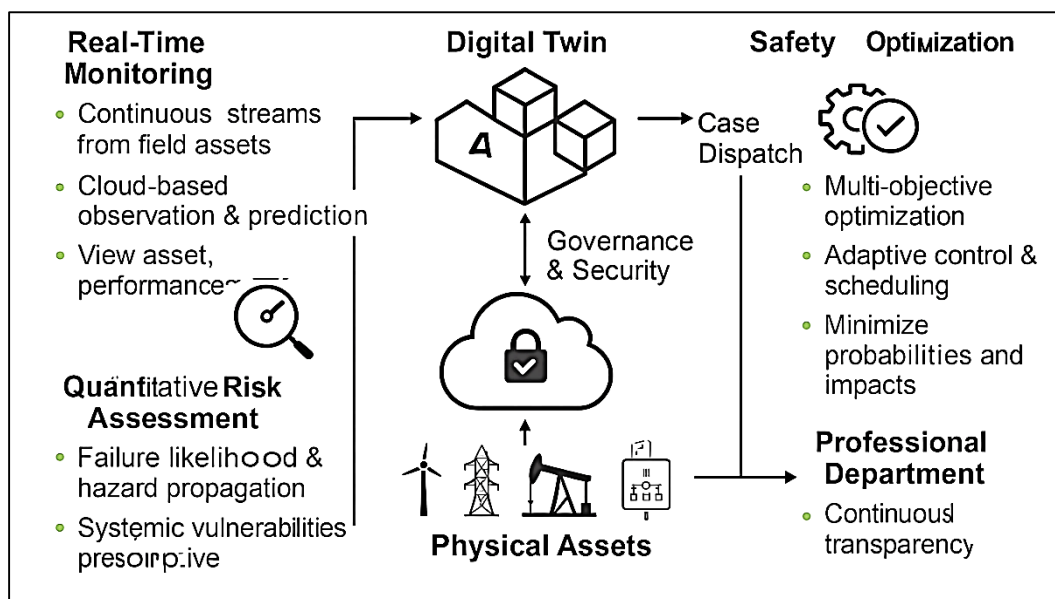 Real-Time
Monitoring
Continuous streams
from field assets
Cloud-based
observation & prediction
View asset,
performance
Quantitative Risk
Assessment
Failure likelihood &
hazard propagation
Systemic vulnerabilities
Digital Twin
Governance
& Security
Physical Assets
Case
Dispatch
Safety Optimization
Multi-objective
optimization
Adaptive control &
scheduling
Minimize
probabilities and
impacts
Professional
Department
Continuous
transparency